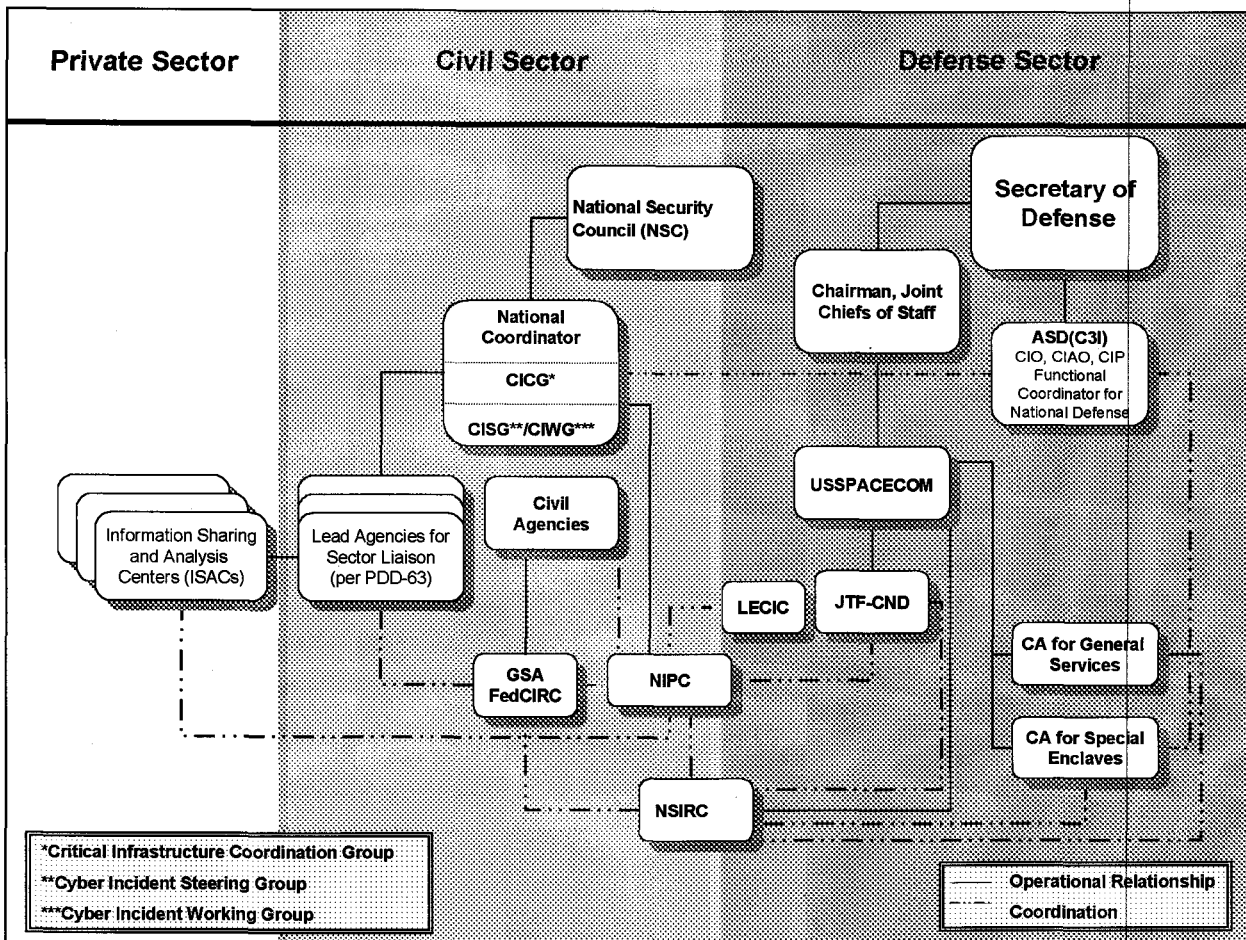 Private Sector
Civil Sector
Defense Sector
National Security
Council (NSC)
Secretary of
Defense
Chairman, Joint
Chiefs of Staff
National
Coordinator
CICG*
CISG**/CIWG***
ASD(C3I)
CIO, CIAO, CIP
Functional
Coordinator for
National Defense
USSPACECOM
Civil
Agencies
Information Sharing
and Analysis
Centers (ISACs)
Lead Agencies for
Sector Liaison
(per PDD-63)
LECIC
JTF-CND
CA for General
Services
GSA
FedCIRC
NIPC
CA for Special
Enclaves
NSIRC
*Critical Infrastructure Coordination Group
**Cyber Incident Steering Group
***Cyber Incident Working Group
Operational Relationship
Coordination